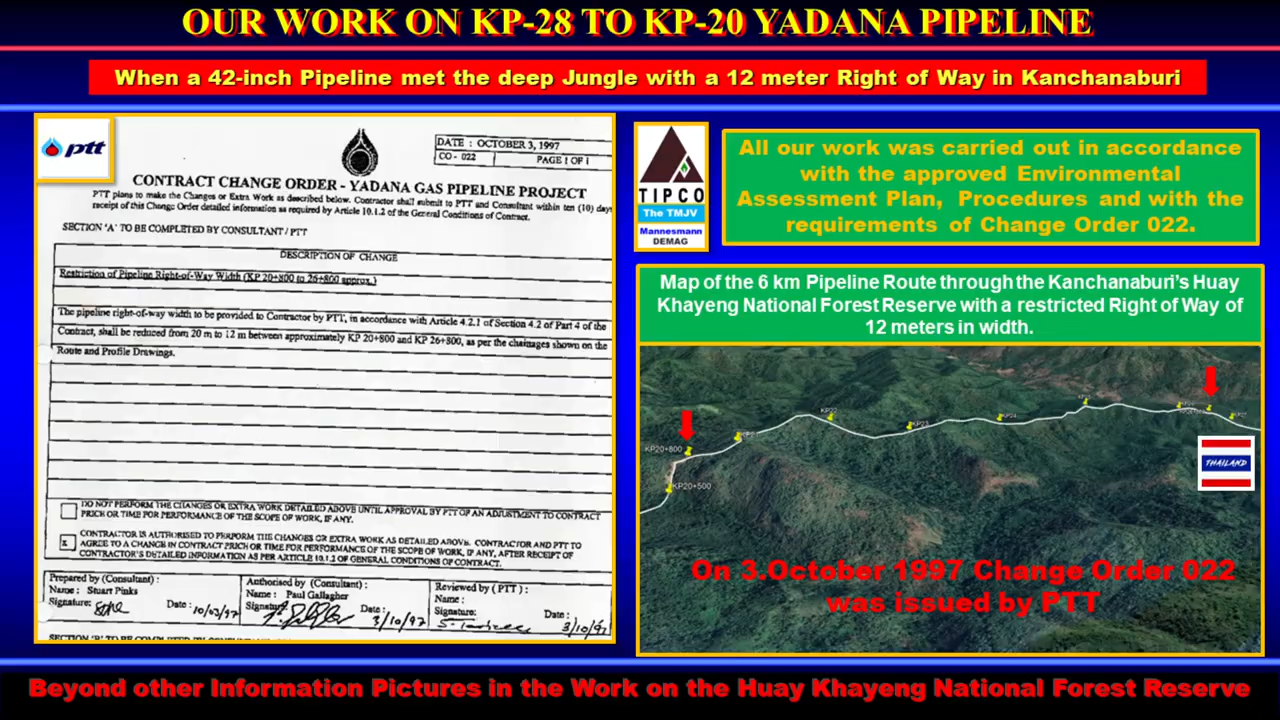 OUR WORK ON KP-28 TO KP-20 YADANA PIPELINE
When a 42-inch Pipeline met the deep Jungle with a 12 meter Right of Way in Kanchanaburi
ptt
DATE : OCTOBER 3, 1997
CO - 022 PAGE 1 OF 1
CONTRACT CHANGE ORDER - YADANA GAS PIPELINE PROJECT
PTT plans to make the Changes or Extra Work as described below. Contractor shall submit to PTT and Consultant within ten (10) days
receipt of this Change Order detailed information as required by Article 10.1.2 of the General Conditions of Contract.
SECTION 'A' TO BE COMPLETED BY CONSULTANT / PTT
DESCRIPTION OF CHANGE
Restriction of Pipeline Right-of-Way Width (KP 20+800 to 26+800 approx.)
The pipeline right-of-way width to be provided to Contractor by PTT, in accordance with Article 4.2.1 of Section 4.2 of Part 4 of the
Contract, shall be reduced from 20 m to 12 m between approximately KP 20+800 and KP 26+800, as per the chainages shown on the
Route and Profile Drawings.
DO NOT PERFORM THE CHANGES OR EXTRA WORK DETAILED ABOVE UNTIL APPROVAL BY PTT OF AN ADJUSTMENT TO CONTRACT
PRICE OR TIME FOR PERFORMANCE OF THE SCOPE OF WORK, IF ANY.
x CONTRACTOR IS AUTHORISED TO PERFORM THE CHANGES OR EXTRA WORK AS DETAILED ABOVE. CONTRACTOR AND PTT TO
AGREE TO A CHANGE IN CONTRACT PRICE OR TIME FOR PERFORMANCE OF THE SCOPE OF WORK, IF ANY, AFTER RECEIPT OF
CONTRACTOR'S DETAILED INFORMATION AS PER ARTICLE 10.1.2 OF GENERAL CONDITIONS OF CONTRACT.
Prepared by (Consultant) : Authorised by (Consultant) : Reviewed by ( PTT ) :
Name : Stuart Pinks Name : Paul Gallagher Name :
Signature: Date : 10/03/97 Signature: Date : 3/10/97 Signature: Date : 3/10/97
SECTION 'B' TO BE COMPLETED BY
TIPCO
The TMJV
Mannesmann
DEMAG
All our work was carried out in accordance
with the approved Environmental
Assessment Plan, Procedures and with the
requirements of Change Order 022.
Map of the 6 km Pipeline Route through the Kanchanaburi's Huay
Khayeng National Forest Reserve with a restricted Right of Way of
12 meters in width.
KP20+800
KP20+500
KP22
KP23
KP24
THAILAND
On 3.October 1997 Change Order 022
was issued by PTT
Beyond other Information Pictures in the Work on the Huay Khayeng National Forest Reserve